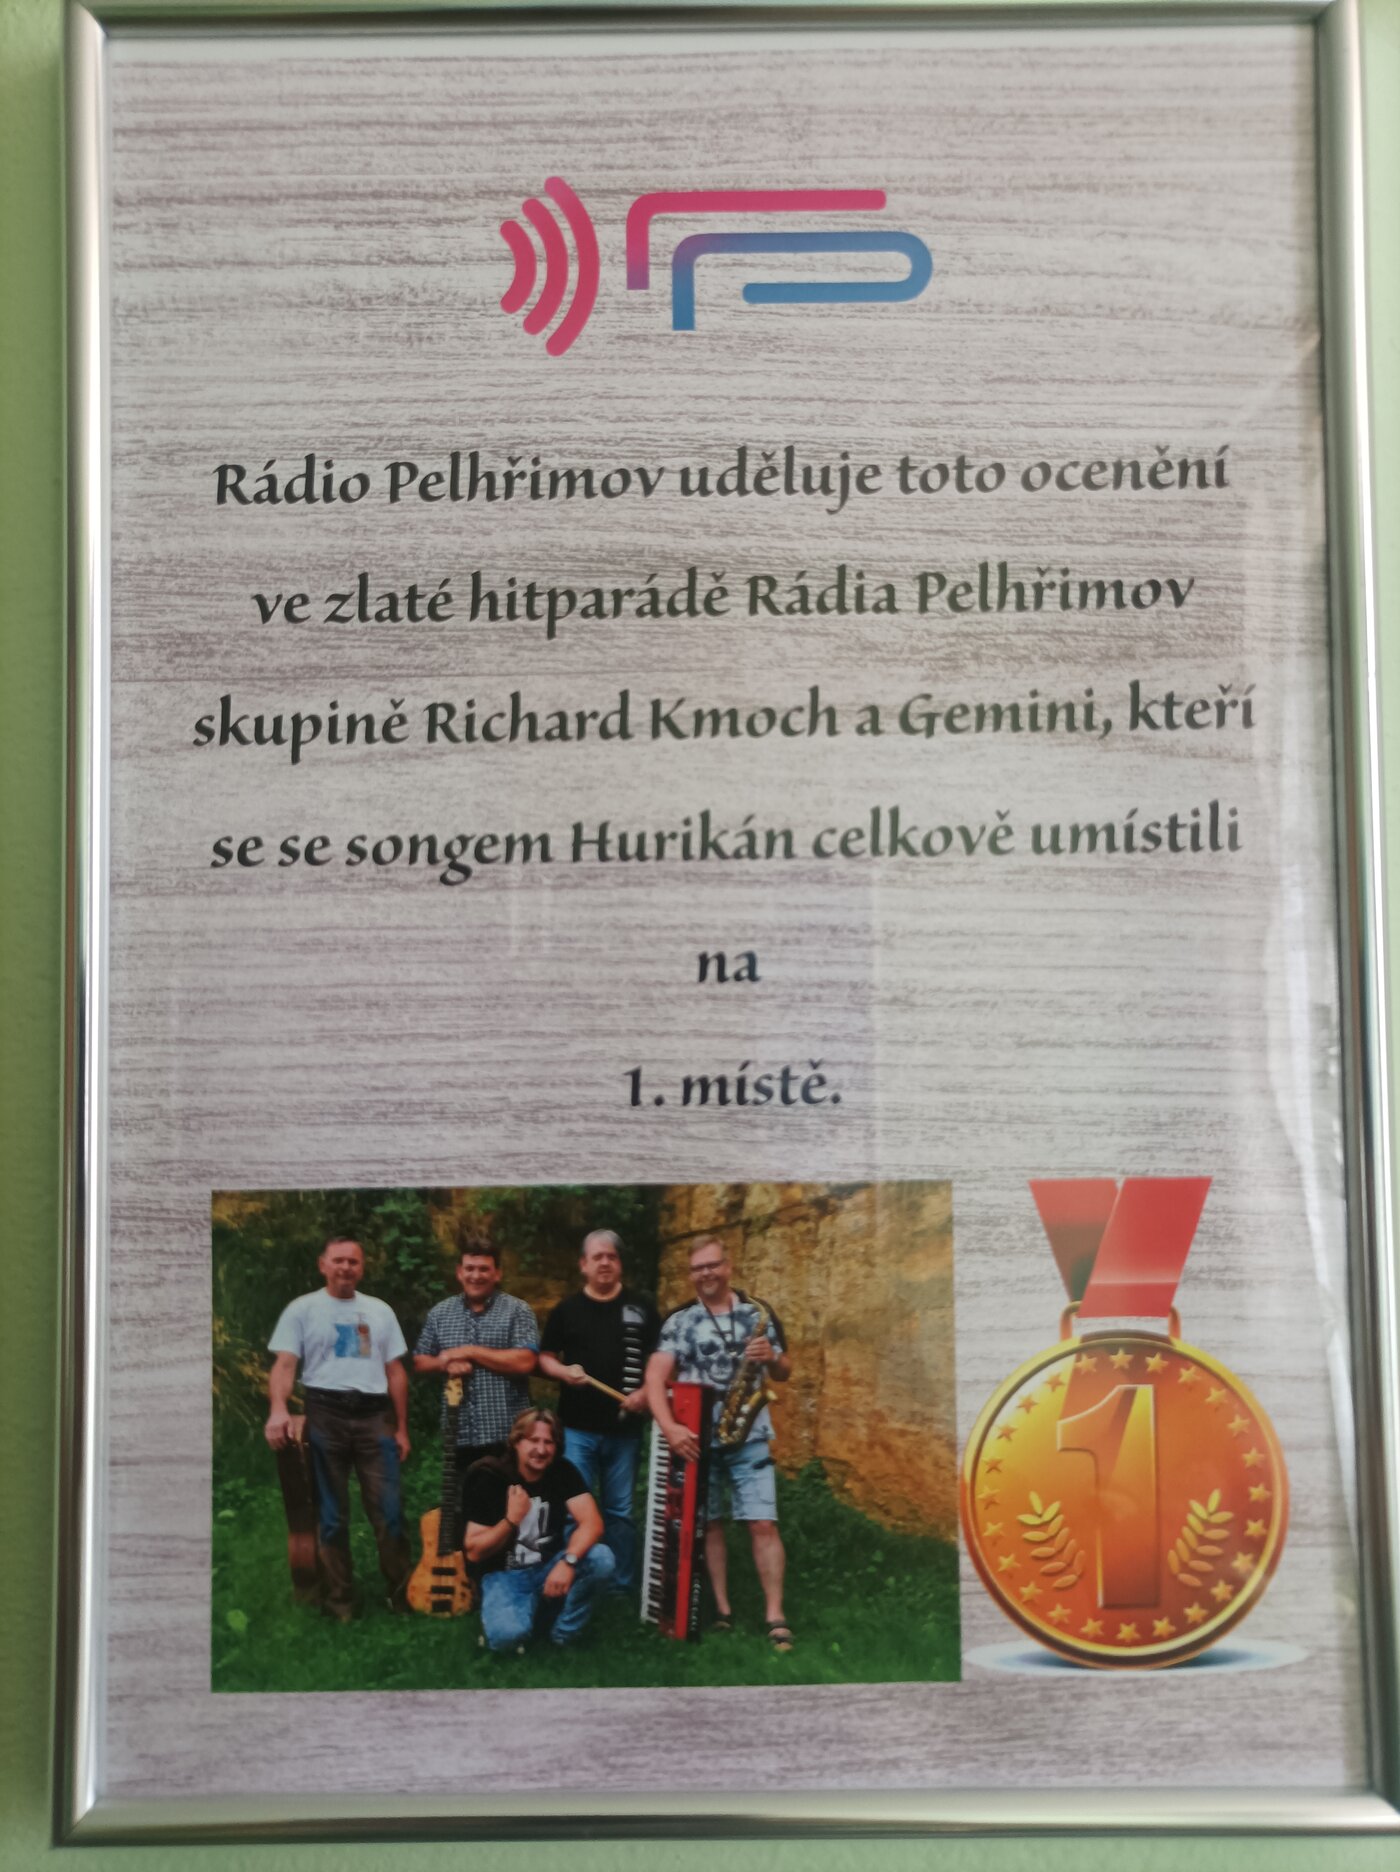 Rádio Pelhřimov uděluje toto ocenění
ve zlaté hitparádě Rádia Pelhřimov
skupině Richard Kmoch a Gemini, kteří
se se songem Hurikán celkově umístili
na
1. místě.
1